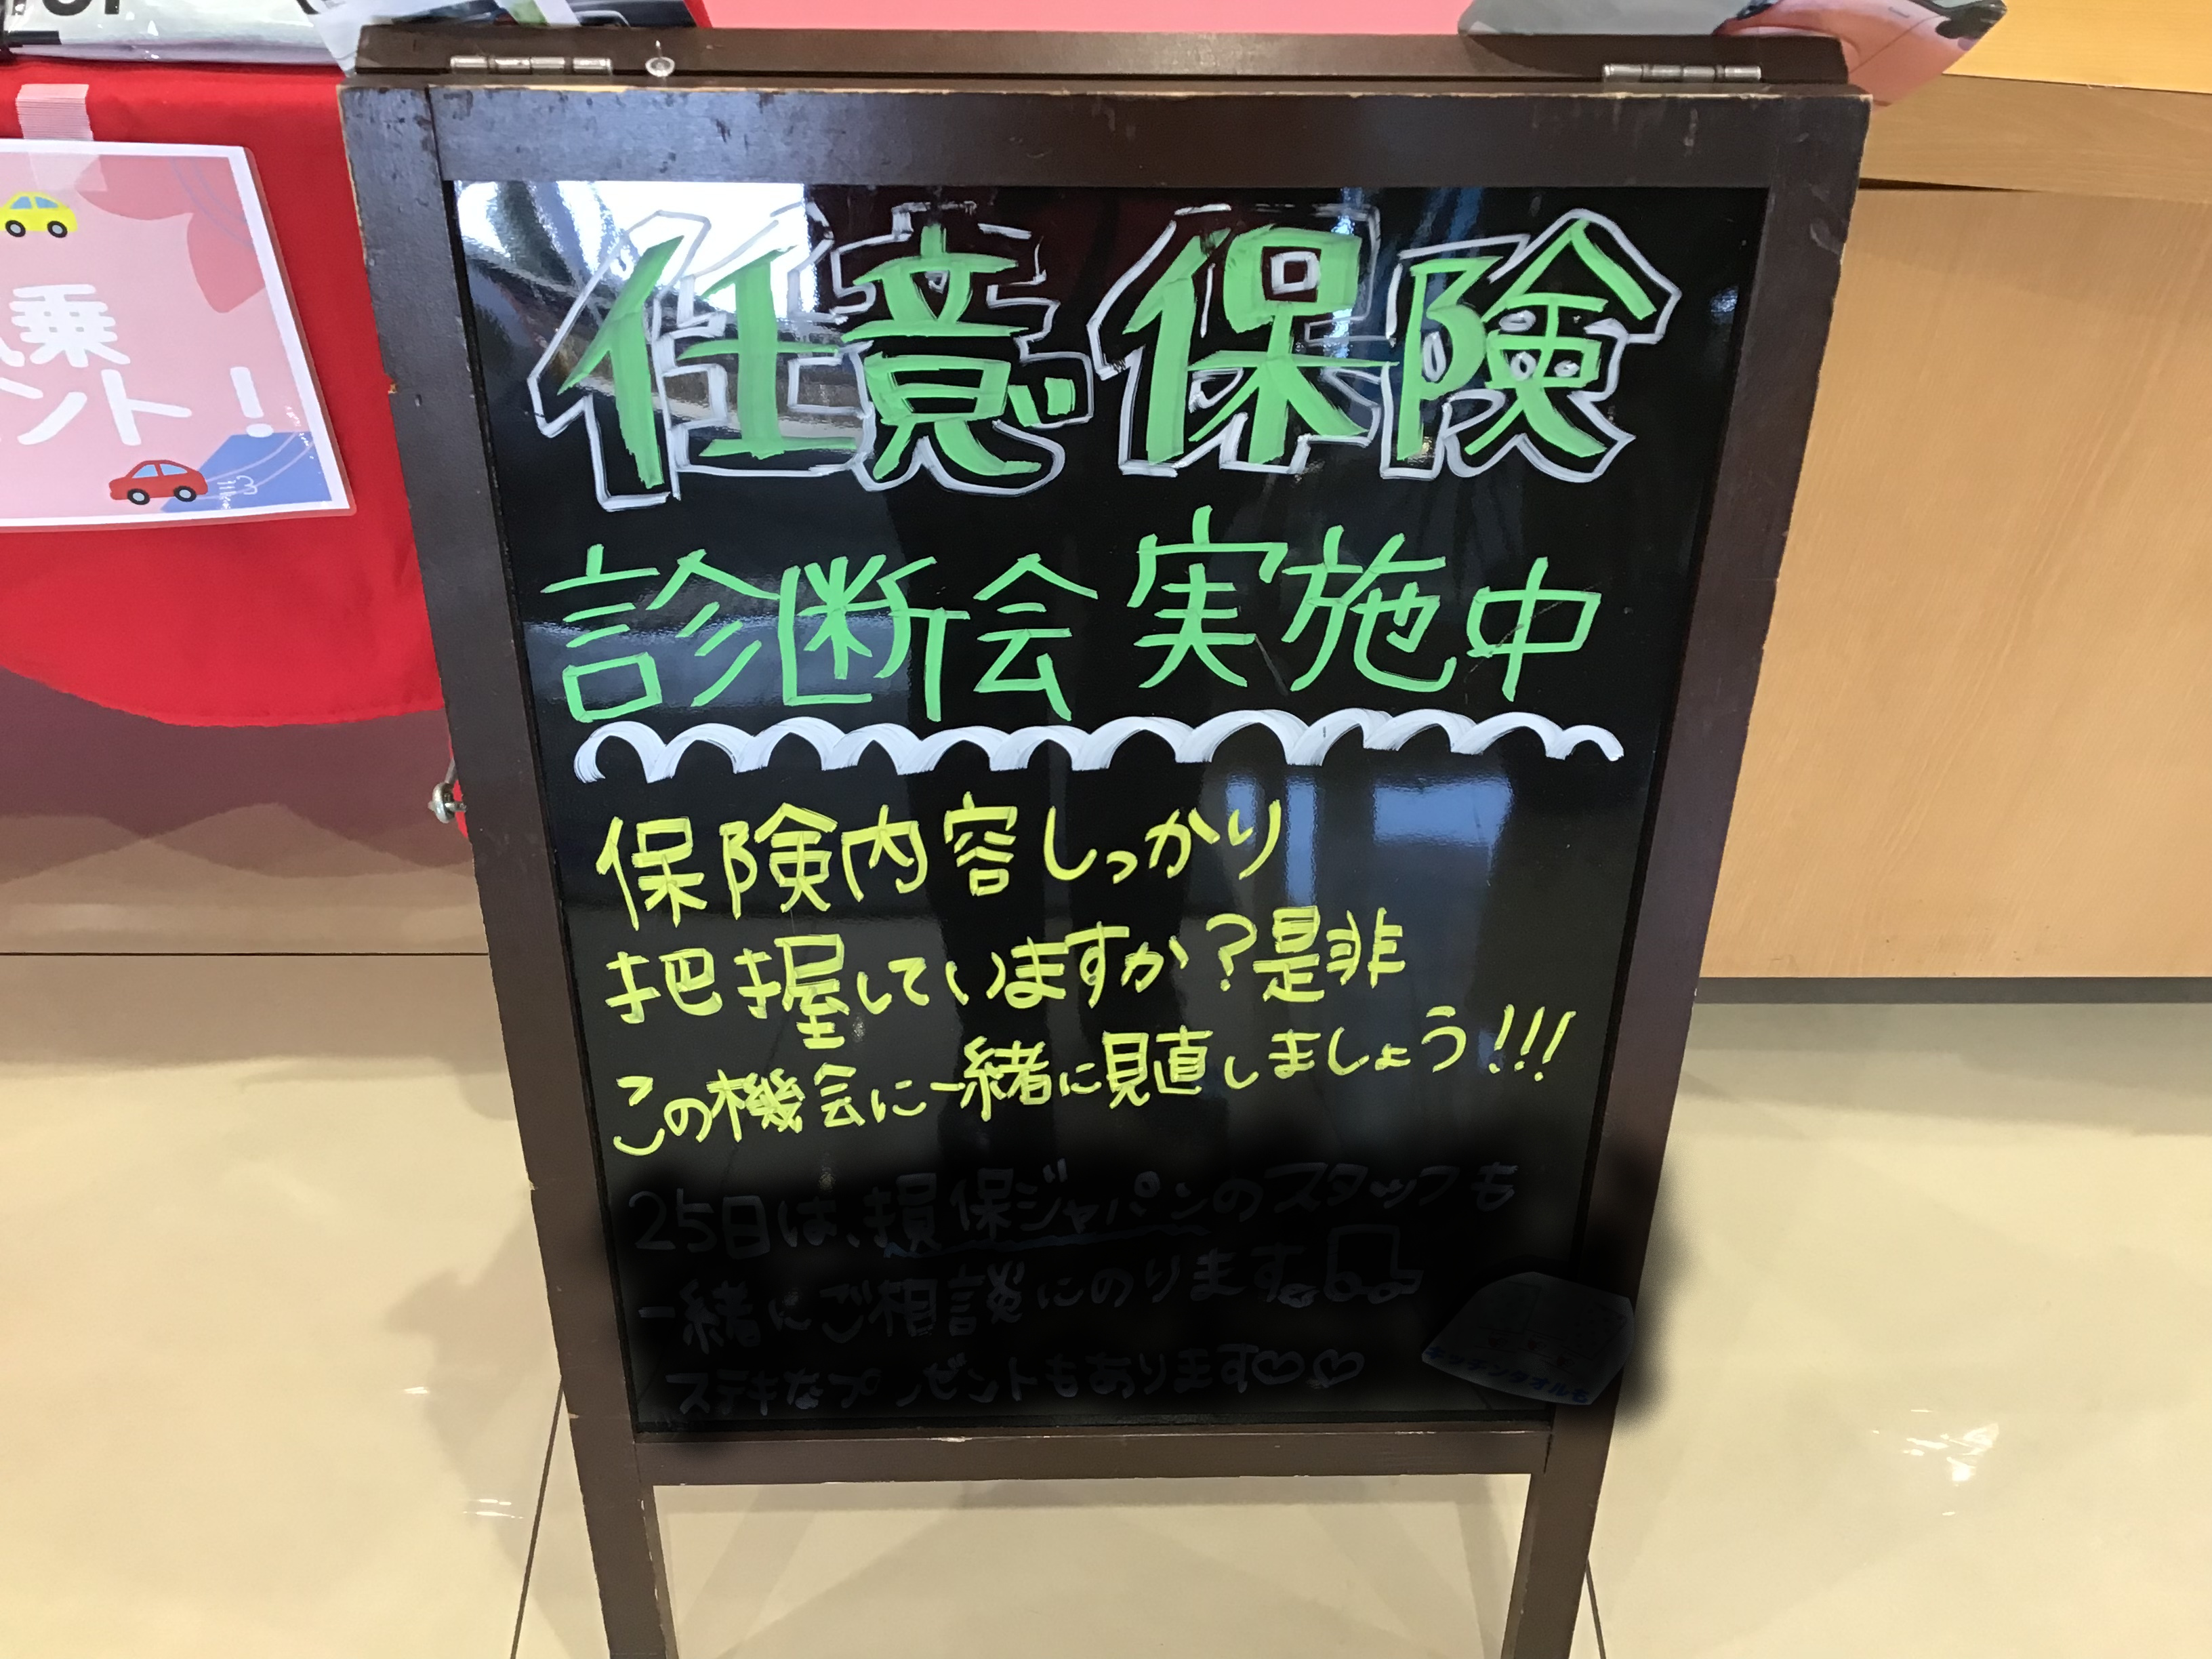 任意保険
診断会実施中
保険内容しっかり
把握していますか？是非
この機会に一緒に見直しましょう!!!
25日は、損保ジャパンのスタッフも
一緒にご相談にのります。
ステキなプレゼントもあります♡♡
乗
ント！